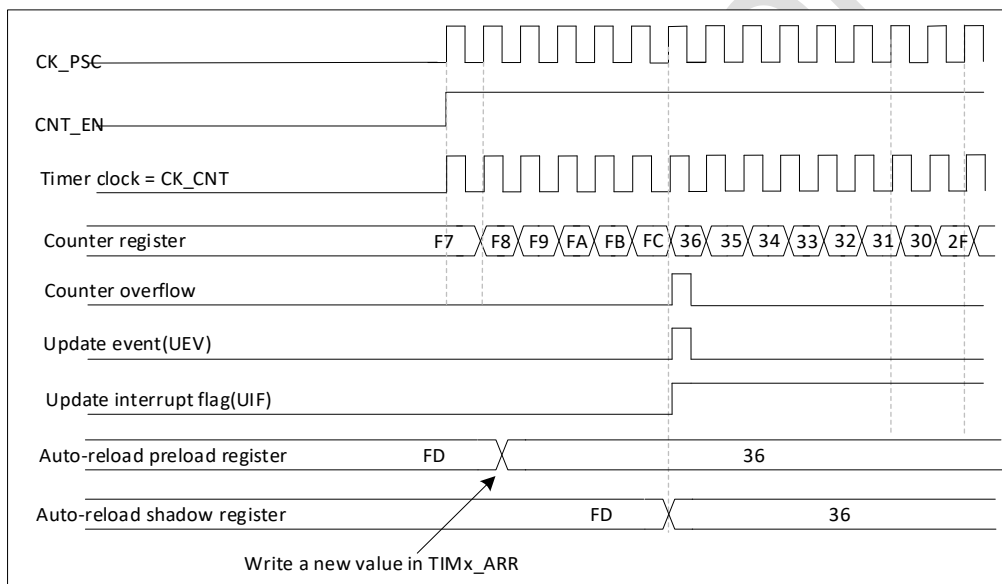 CK_PSC
CNT_EN
Timer clock = CK_CNT
Counter register F7 F8 F9 FA FB FC 36 35 34 33 32 31 30 2F
Counter overflow
Update event(UEV)
Update interrupt flag(UIF)
Auto-reload preload register FD 36
Auto-reload shadow register FD 36
Write a new value in TIMx_ARR